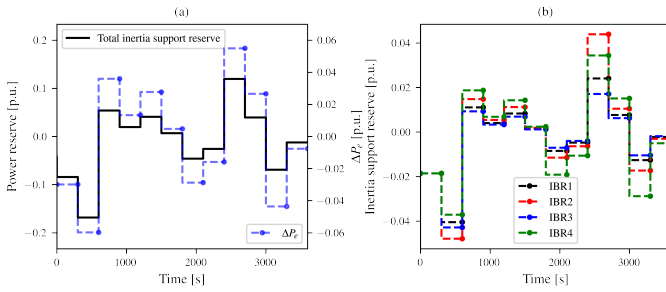 (a)
Total inertia support reserve
ΔPₑ
Power reserve [p.u.]
0.2
0.1
0.0
−0.1
−0.2
0
1000
2000
3000
Time [s]
0.06
0.04
0.02
0.00
−0.02
−0.04
−0.06
ΔPₑ [p.u.]
(b)
Inertia support reserve [p.u.]
0.04
0.02
0.00
−0.02
−0.04
IBR1
IBR2
IBR3
IBR4
0
1000
2000
3000
Time [s]